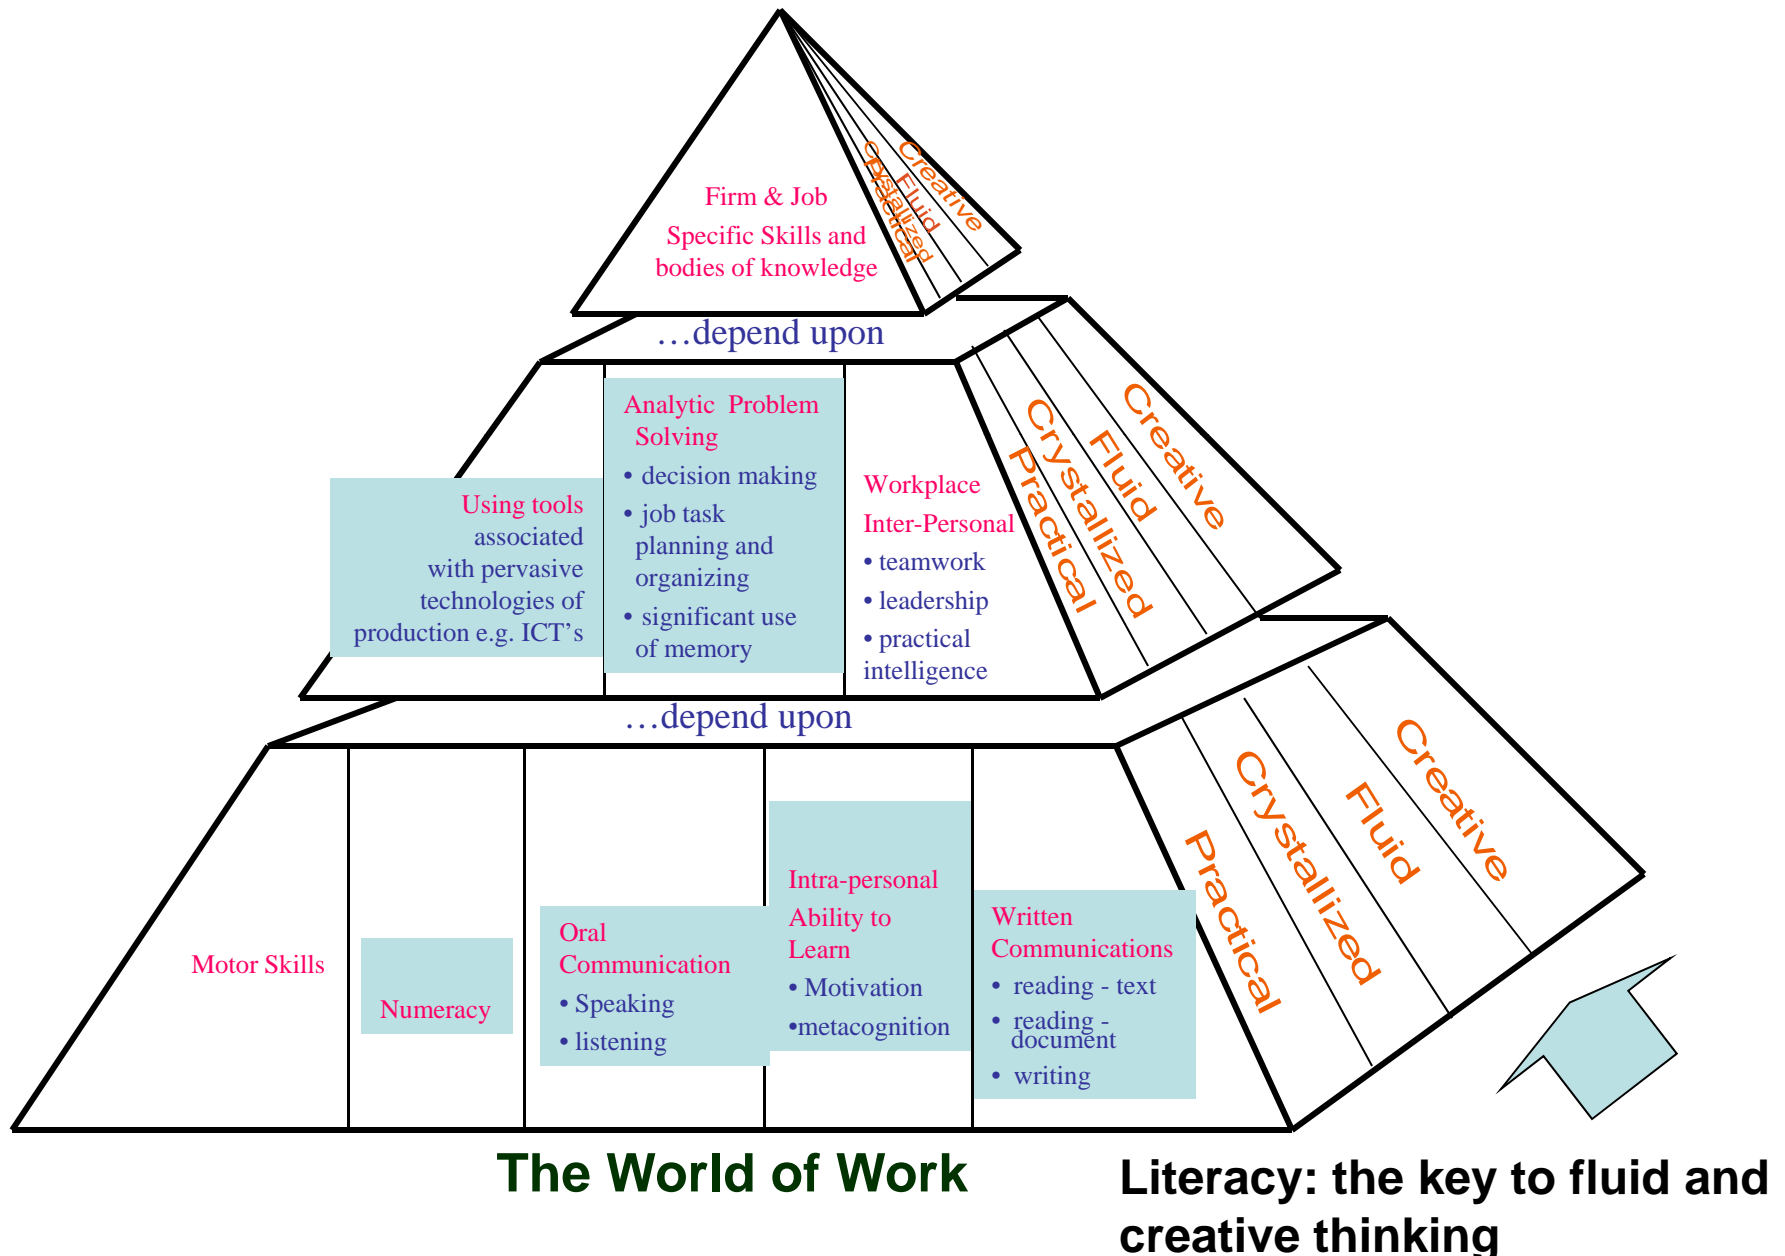 Firm & Job
Specific Skills and
bodies of knowledge
Practical
Crystallized
Fluid
Creative
…depend upon
Using tools
associated
with pervasive
technologies of
production e.g. ICT’s
Analytic Problem
Solving
• decision making
• job task
planning and
organizing
• significant use
of memory
Workplace
Inter-Personal
• teamwork
• leadership
• practical
intelligence
Practical
Crystallized
Fluid
Creative
…depend upon
Motor Skills
Numeracy
Oral
Communication
• Speaking
• listening
Intra-personal
Ability to
Learn
• Motivation
•metacognition
Written
Communications
• reading - text
• reading -
document
• writing
Practical
Crystallized
Fluid
Creative
The World of Work
Literacy: the key to fluid and
creative thinking